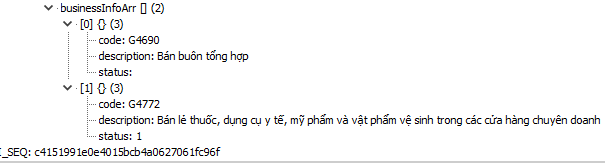 businessInfoArr [] (2)
[0] {} (3)
code: G4690
description: Bán buôn tổng hợp
status:
[1] {} (3)
code: G4772
description: Bán lẻ thuốc, dụng cụ y tế, mỹ phẩm và vật phẩm vệ sinh trong các cửa hàng chuyên doanh
status: 1
I_SEQ: c4151991e0e4015bcb4a0627061fc96f